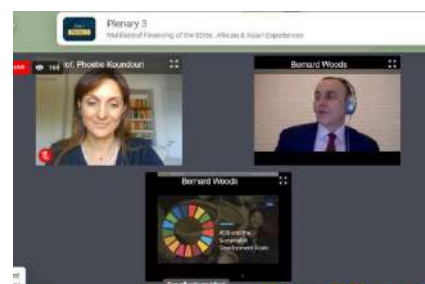 Plenary 3
Multilateral Financing of the SDGs, African & Asian Experiences
LIVE
Prof. Phoebe Koundouri
Bernard Woods
Bernard Woods
ADB and the
Sustainable
Development Goals